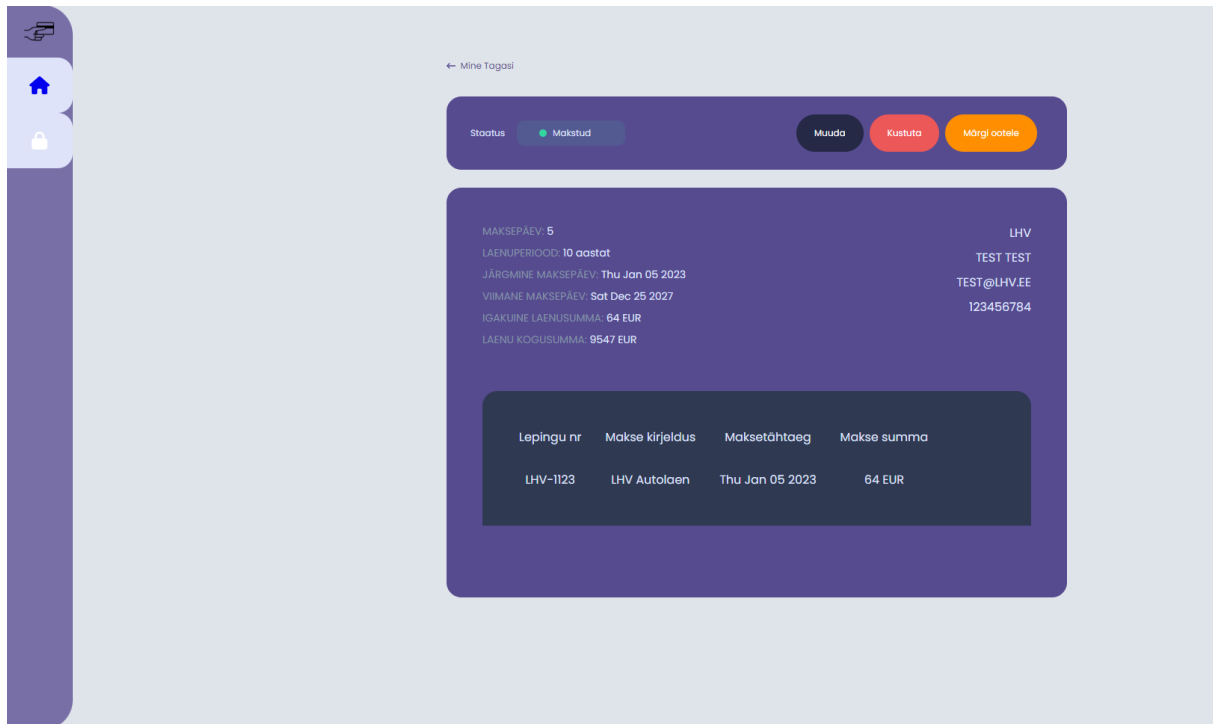 ← Mine Tagasi
Staatus Makstud Muuda Kustuta Märgi ootele
MAKSEPÄEV: 5
LAENUPERIOOD: 10 aastat
JÄRGMINE MAKSEPÄEV: Thu Jan 05 2023
VIIMANE MAKSEPÄEV: Sat Dec 25 2027
IGAKUINE LAENUSUMMA: 64 EUR
LAENU KOGUSUMMA: 9547 EUR
LHV
TEST TEST
TEST@LHV.EE
123456784
Lepingu nr Makse kirjeldus Maksetähtaeg Makse summa
LHV-1123 LHV Autolaen Thu Jan 05 2023 64 EUR